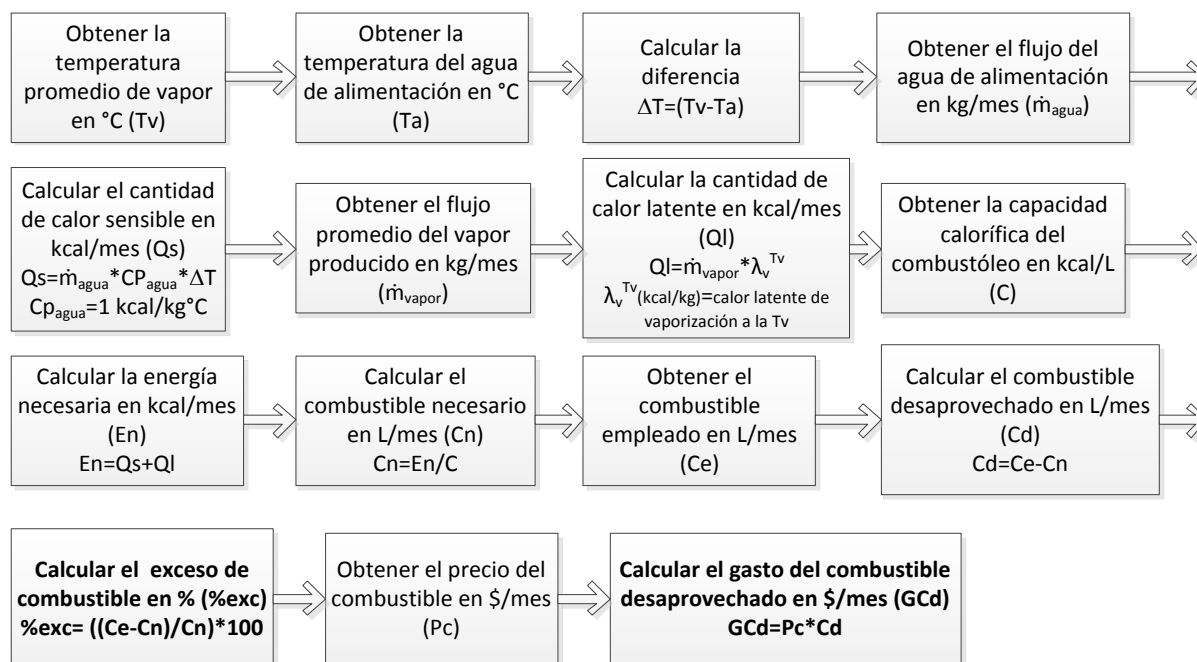 Obtener la
temperatura
promedio de vapor
en °C (Tv)
Obtener la
temperatura del agua
de alimentación en °C
(Ta)
Calcular la
diferencia
ΔT=(Tv-Ta)
Obtener el flujo del
agua de alimentación
en kg/mes (ṁagua)
Calcular el cantidad
de calor sensible en
kcal/mes (Qs)
Qs=ṁagua*CPagua*ΔT
Cpagua=1 kcal/kg°C
Obtener el flujo
promedio del vapor
producido en kg/mes
(ṁvapor)
Calcular la cantidad de
calor latente en kcal/mes
(Ql)
Ql=ṁvapor*λvTv
λvTv(kcal/kg)=calor latente de
vaporización a la Tv
Obtener la capacidad
calorífica del
combustóleo en kcal/L
(C)
Calcular la energía
necesaria en kcal/mes
(En)
En=Qs+Ql
Calcular el
combustible necesario
en L/mes (Cn)
Cn=En/C
Obtener el
combustible
empleado en L/mes
(Ce)
Calcular el combustible
desaprovechado en L/mes
(Cd)
Cd=Ce-Cn
Calcular el exceso de
combustible en % (%exc)
%exc= ((Ce-Cn)/Cn)*100
Obtener el precio del
combustible en $/mes
(Pc)
Calcular el gasto del combustible
desaprovechado en $/mes (GCd)
GCd=Pc*Cd